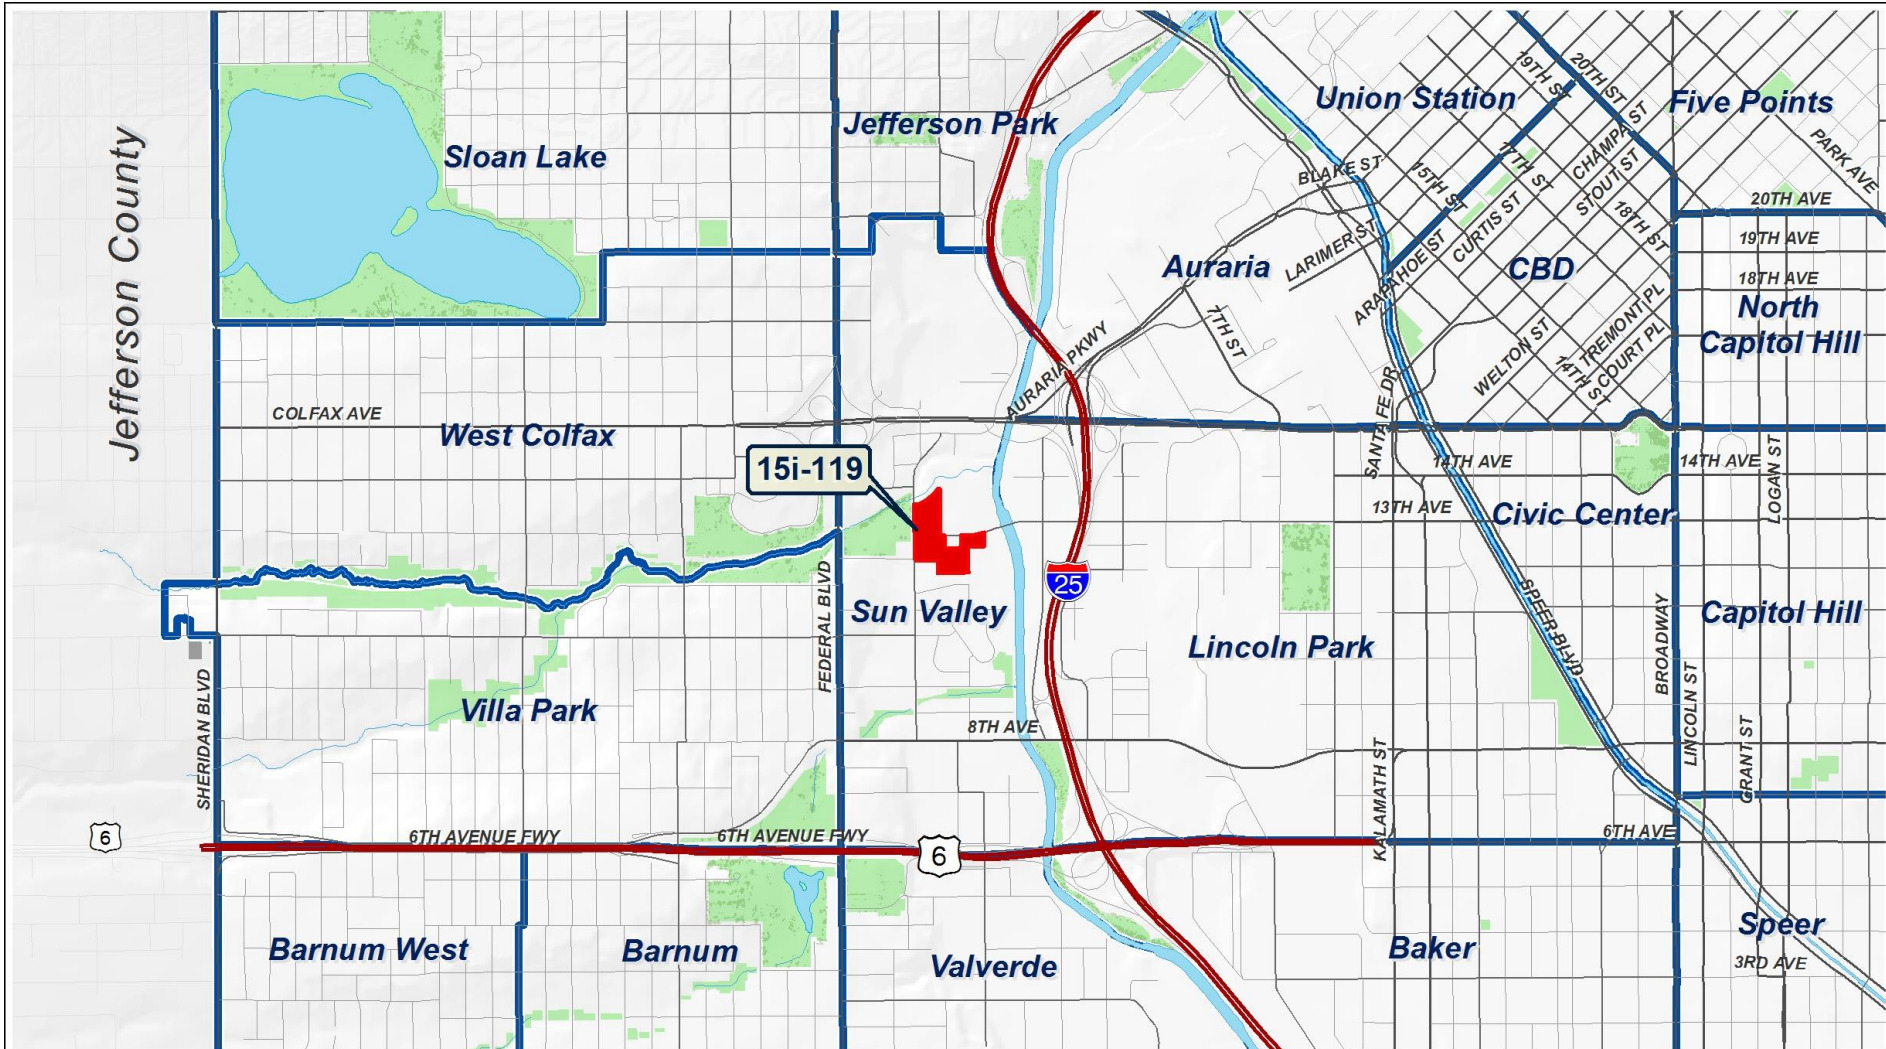 Jefferson County
Sloan Lake
Jefferson Park
Union Station
19TH ST
20TH ST
Five Points
CHAMPA ST
STOUT ST
PARK AVE
BLAKE ST
15TH ST
17TH ST
CURTIS ST
18TH ST
20TH AVE
19TH AVE
18TH AVE
LARIMER ST
ARAPAHOE ST
Auraria
CBD
North
Capitol Hill
7TH ST
AURARIA PKWY
WELTON ST
TREMONT PL
COURT PL
14TH ST
SANTA FE DR
COLFAX AVE
West Colfax
15i-119
14TH AVE
14TH AVE
LOGAN ST
13TH AVE
Civic Center
FEDERAL BLVD
25
Sun Valley
Lincoln Park
SPEER BLVD
BROADWAY
Capitol Hill
SHERIDAN BLVD
Villa Park
8TH AVE
KALAMATH ST
LINCOLN ST
GRANT ST
6
6TH AVENUE FWY
6TH AVENUE FWY
6
6TH AVE
Barnum West
Barnum
Valverde
Baker
Speer
3RD AVE